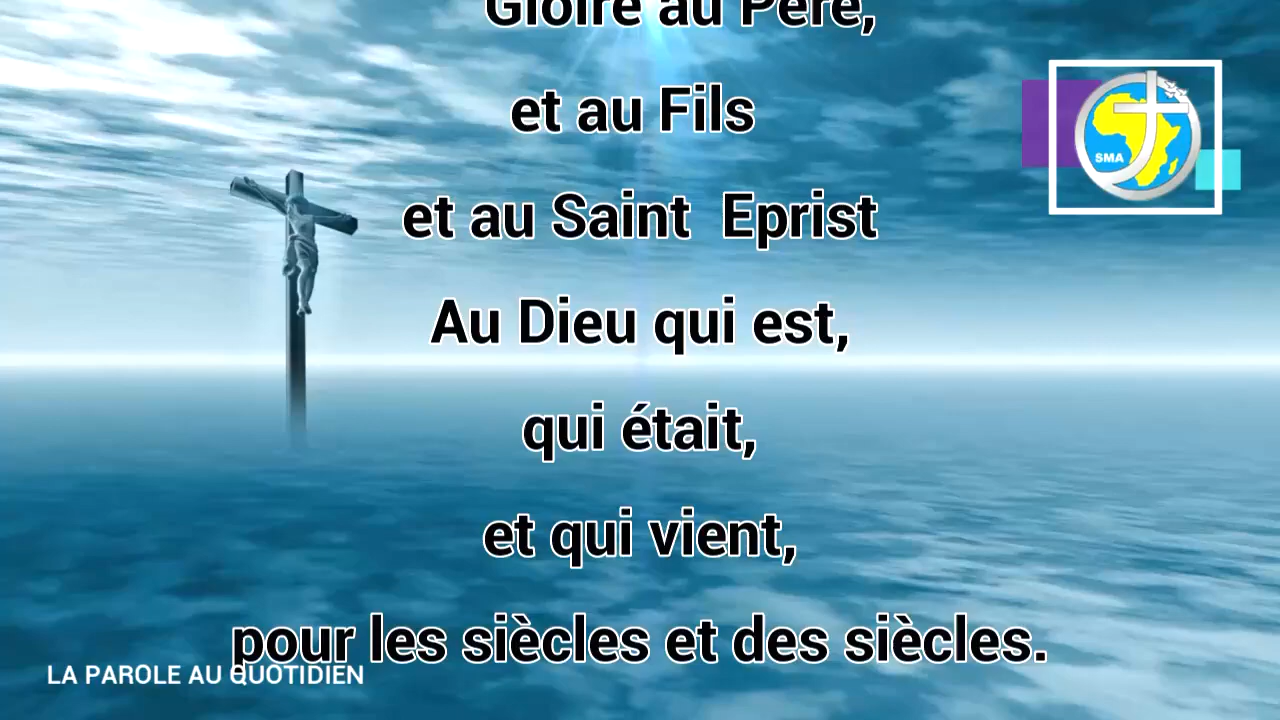 Gloire au Père,
et au Fils
SMA
et au Saint  Eprist
Au Dieu qui est,
qui était,
et qui vient,
pour les siècles et des siècles.
LA PAROLE AU QUOTIDIEN